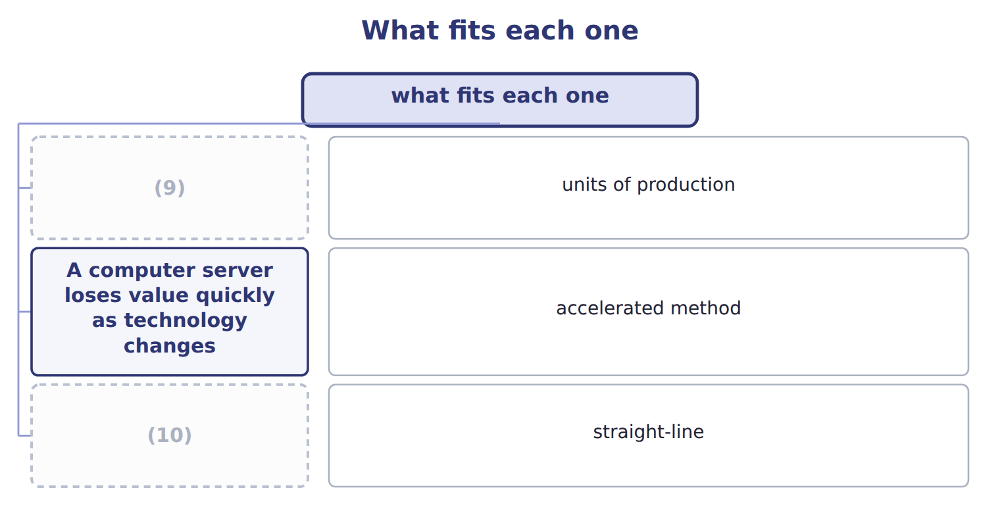 What fits each one
what fits each one
(9)
units of production
A computer server
loses value quickly
as technology
changes
accelerated method
(10)
straight-line